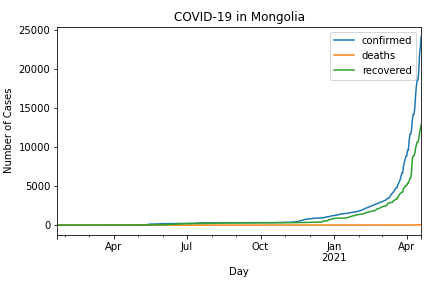 COVID-19 in Mongolia
25000
20000
15000
10000
5000
0
Number of Cases
confirmed
deaths
recovered
Apr
Jul
Oct
Jan
2021
Apr
Day